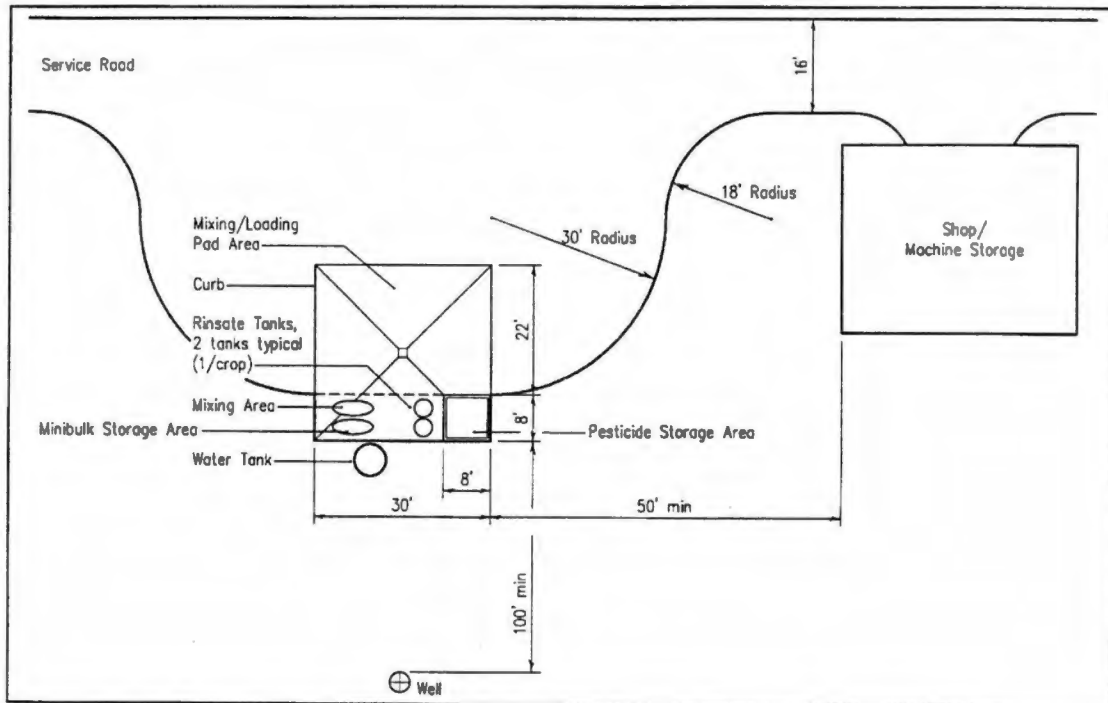 Service Road
16'
18' Radius
Mixing/Loading
Pad Area
30' Radius
Shop/
Machine Storage
Curb
Rinsate Tanks,
2 tanks typical
(1/crop)
22'
Mixing Area
8'
Minibulk Storage Area
Pesticide Storage Area
Water Tank
8'
30'
50' min
100' min
Well